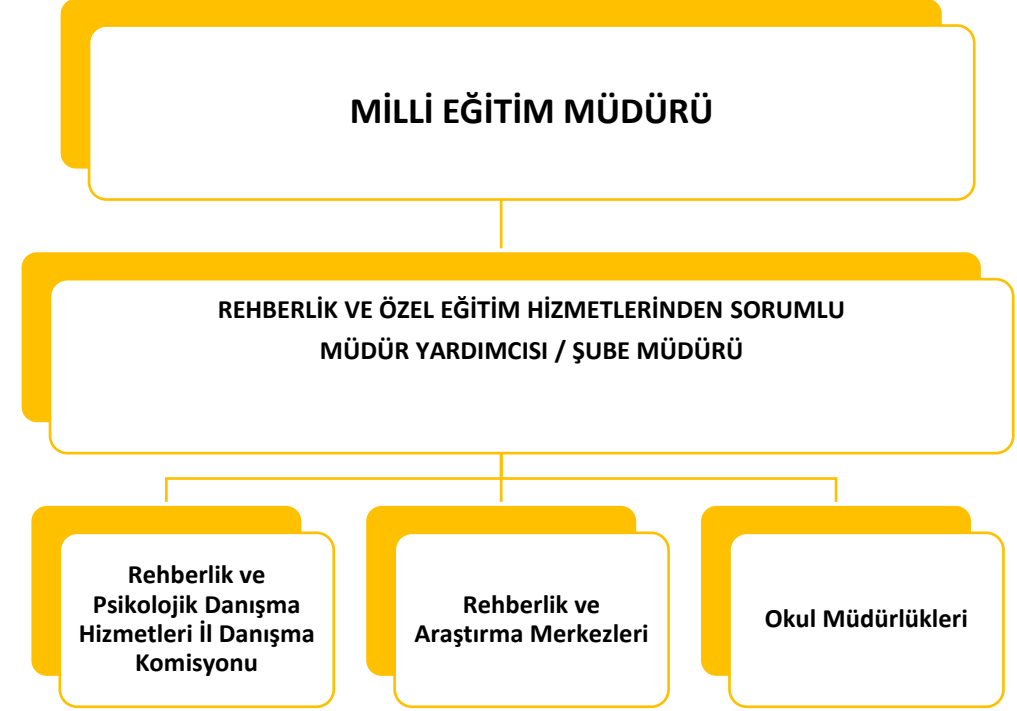 MİLLİ EĞİTİM MÜDÜRÜ
REHBERLİK VE ÖZEL EĞİTİM HİZMETLERİNDEN SORUMLU
MÜDÜR YARDIMCISI / ŞUBE MÜDÜRÜ
Rehberlik ve
Psikolojik Danışma
Hizmetleri İl Danışma
Komisyonu
Rehberlik ve
Araştırma Merkezleri
Okul Müdürlükleri